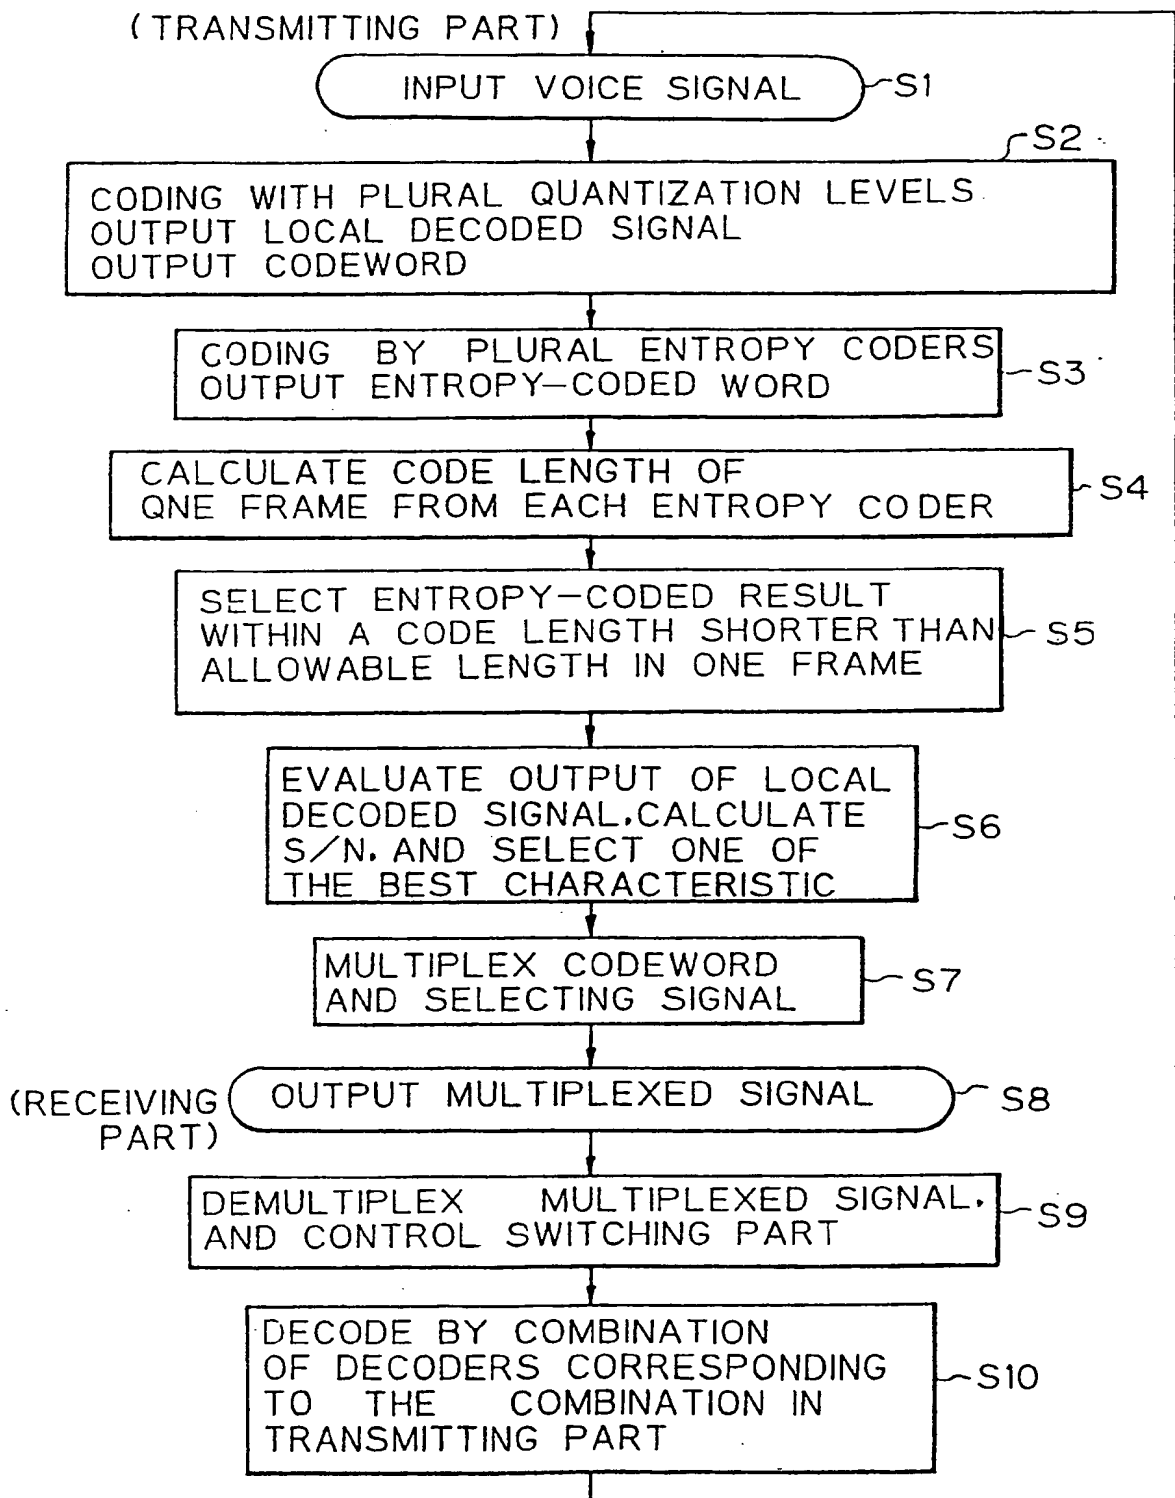 (TRANSMITTING PART)
INPUT VOICE SIGNAL
S1
S2
CODING WITH PLURAL QUANTIZATION LEVELS
OUTPUT LOCAL DECODED SIGNAL
OUTPUT CODEWORD
CODING BY PLURAL ENTROPY CODERS
OUTPUT ENTROPY-CODED WORD
S3
CALCULATE CODE LENGTH OF
ONE FRAME FROM EACH ENTROPY CODER
S4
SELECT ENTROPY-CODED RESULT
WITHIN A CODE LENGTH SHORTER THAN
ALLOWABLE LENGTH IN ONE FRAME
S5
EVALUATE OUTPUT OF LOCAL
DECODED SIGNAL.CALCULATE
S/N. AND SELECT ONE OF
THE BEST CHARACTERISTIC
S6
MULTIPLEX CODEWORD
AND SELECTING SIGNAL
S7
OUTPUT MULTIPLEXED SIGNAL
S8
(RECEIVING
PART)
DEMULTIPLEX MULTIPLEXED SIGNAL.
AND CONTROL SWITCHING PART
S9
DECODE BY COMBINATION
OF DECODERS CORRESPONDING
TO THE COMBINATION IN
TRANSMITTING PART
S10